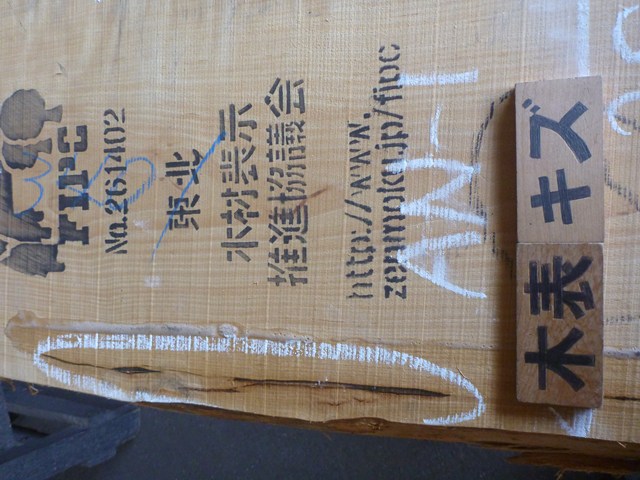 FIPC
No.261402
東北
木材表示
推進協議会
http://www.
zenmoku.jp/fipc
木表 キズ